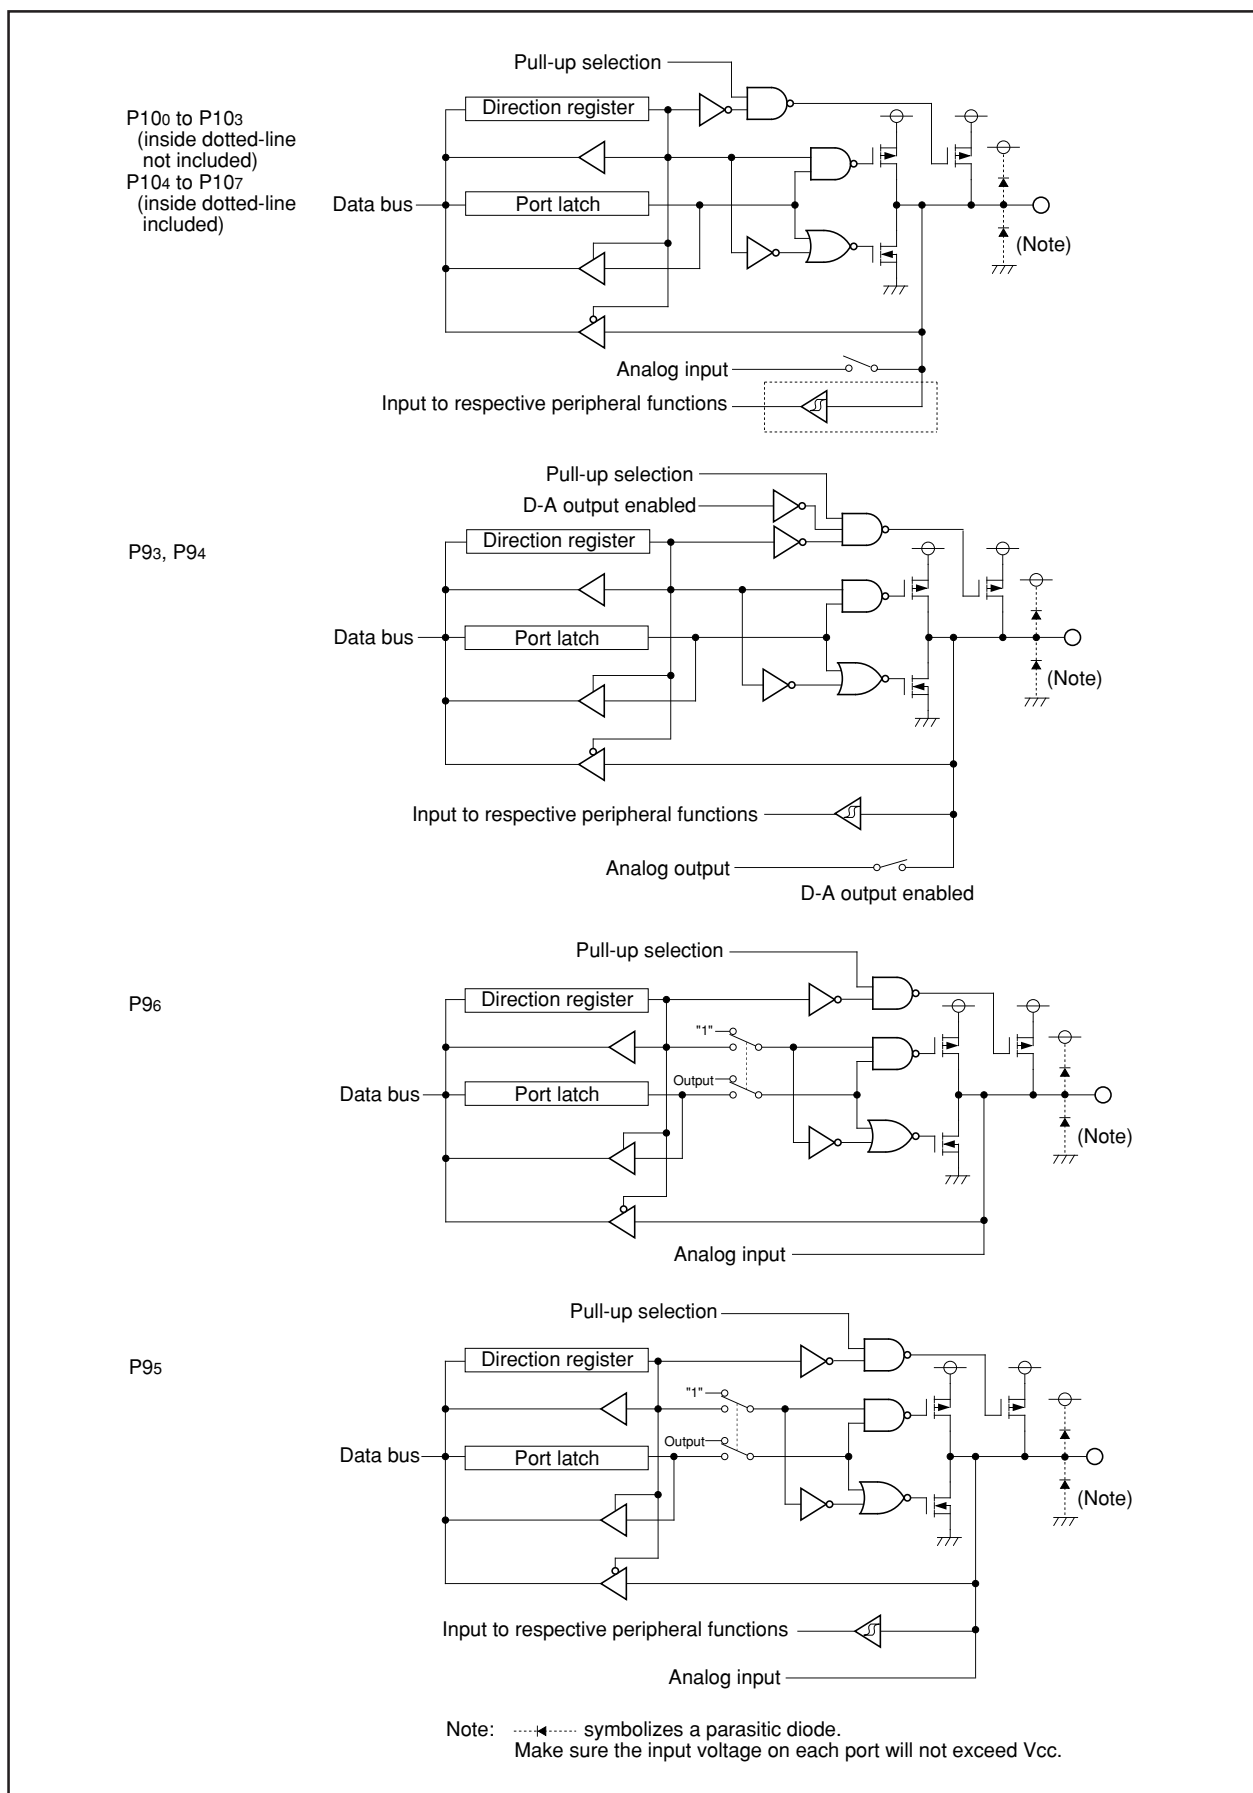 Pull-up selection
P100 to P103
(inside dotted-line
not included)
P104 to P107
(inside dotted-line
included)
Direction register
Data bus
Port latch
(Note)
Analog input
Input to respective peripheral functions
Pull-up selection
D-A output enabled
P93, P94
Direction register
Data bus
Port latch
(Note)
Input to respective peripheral functions
Analog output
D-A output enabled
Pull-up selection
P96
Direction register
"1"
Output
Data bus
Port latch
(Note)
Analog input
Pull-up selection
P95
Direction register
"1"
Output
Data bus
Port latch
(Note)
Input to respective peripheral functions
Analog input
Note: symbolizes a parasitic diode.
Make sure the input voltage on each port will not exceed Vcc.